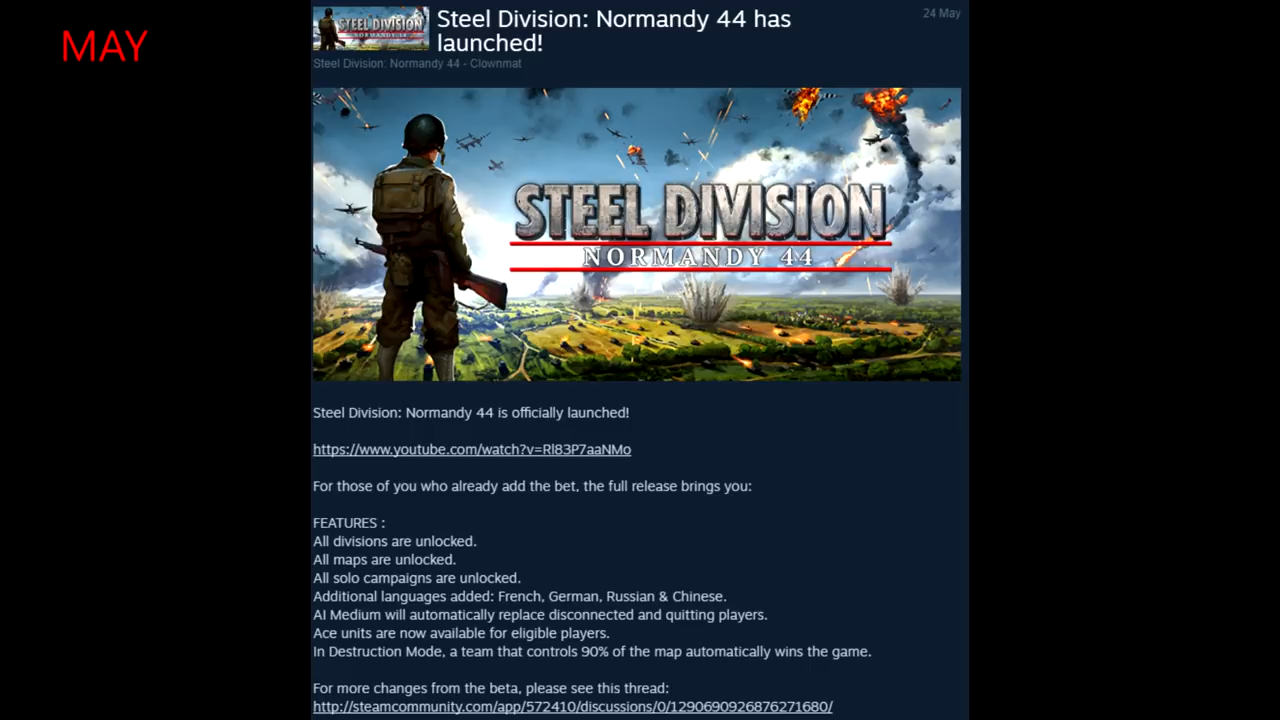 MAY
STEEL DIVISION
NORMANDY 44
Steel Division: Normandy 44 has
launched!
24 May
Steel Division: Normandy 44 - Clownmat
STEEL DIVISION
NORMANDY 44
Steel Division: Normandy 44 is officially launched!
https://www.youtube.com/watch?v=Rl83P7aaNMo
For those of you who already add the bet, the full release brings you:
FEATURES :
All divisions are unlocked.
All maps are unlocked.
All solo campaigns are unlocked.
Additional languages added: French, German, Russian & Chinese.
AI Medium will automatically replace disconnected and quitting players.
Ace units are now available for eligible players.
In Destruction Mode, a team that controls 90% of the map automatically wins the game.
For more changes from the beta, please see this thread:
http://steamcommunity.com/app/572410/discussions/0/1290690926876271680/